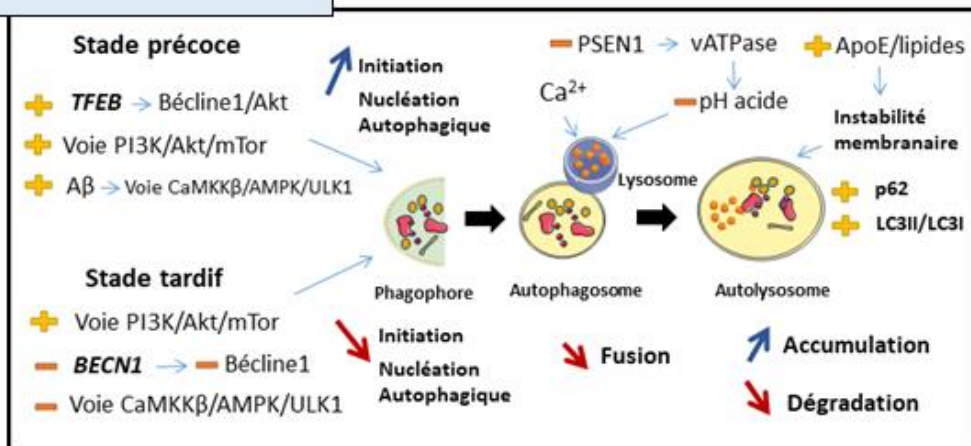 Stade précoce
TFEB → Bécline1/Akt
Voie PI3K/Akt/mTor
Aβ → Voie CaMKKβ/AMPK/ULK1
Initiation
Nucléation
Autophagique
PSEN1 → vATPase
ApoE/lipides
Ca²⁺
pH acide
Instabilité
membranaire
Lysosome
p62
LC3II/LC3I
Phagophore
Autophagosome
Autolysosome
Stade tardif
Voie PI3K/Akt/mTor
BECN1 → Bécline1
Voie CaMKKβ/AMPK/ULK1
Initiation
Nucléation
Autophagique
Fusion
Accumulation
Dégradation